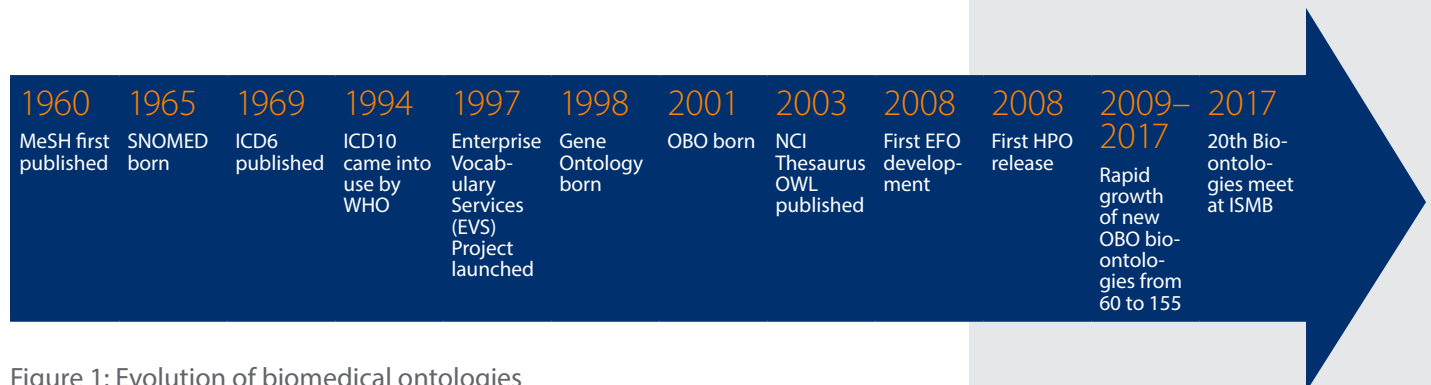 1960
MeSH first
published
1965
SNOMED
born
1969
ICD6
published
1994
ICD10
came into
use by
WHO
1997
Enterprise
Vocab-
ulary
Services
(EVS)
Project
launched
1998
Gene
Ontology
born
2001
OBO born
2003
NCI
Thesaurus
OWL
published
2008
First EFO
develop-
ment
2008
First HPO
release
2009–
2017
Rapid
growth
of new
OBO bio-
ontolo-
gies from
60 to 155
2017
20th Bio-
ontolo-
gies meet
at ISMB
Figure 1: Evolution of biomedical ontologies